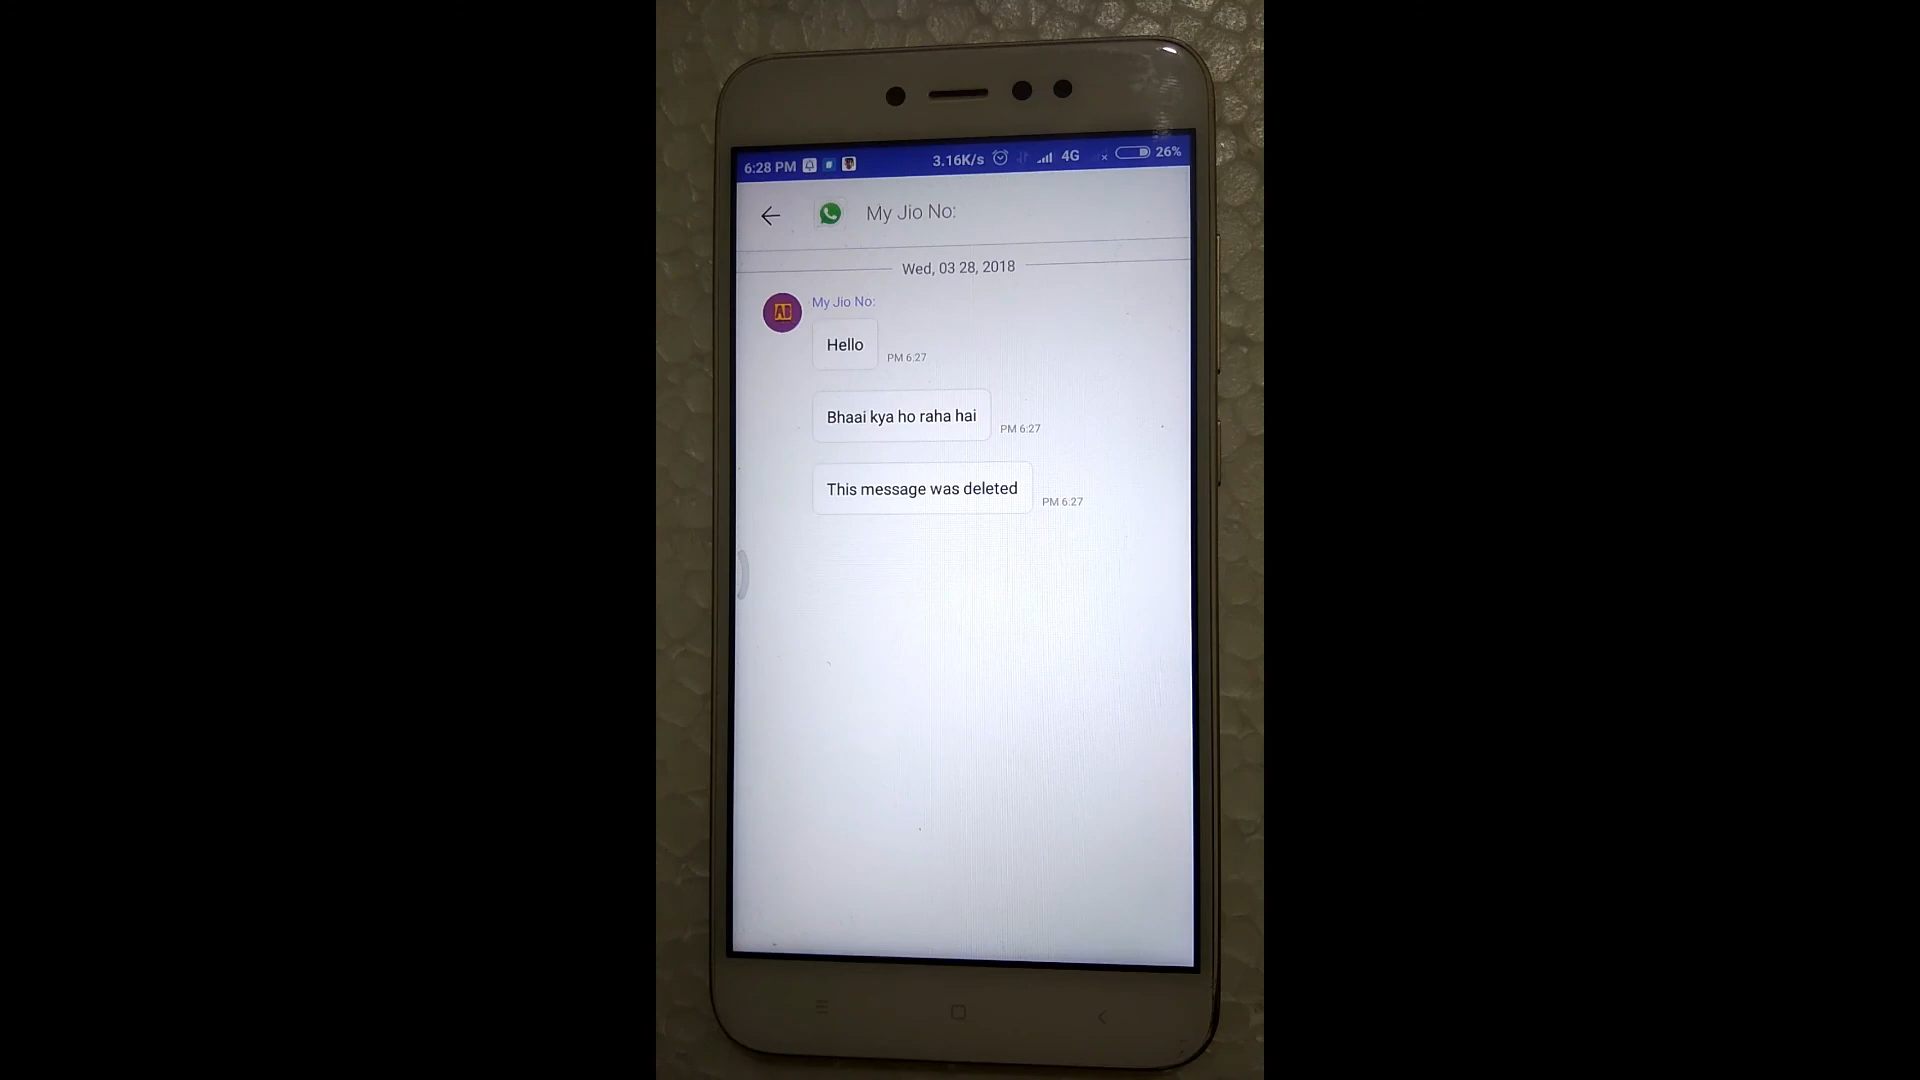 6:28 PM 3.16K/s 4G 26%
My Jio No:
Wed, 03 28, 2018
AD
My Jio No:
Hello
PM 6:27
Bhaai kya ho raha hai
PM 6:27
This message was deleted
PM 6:27